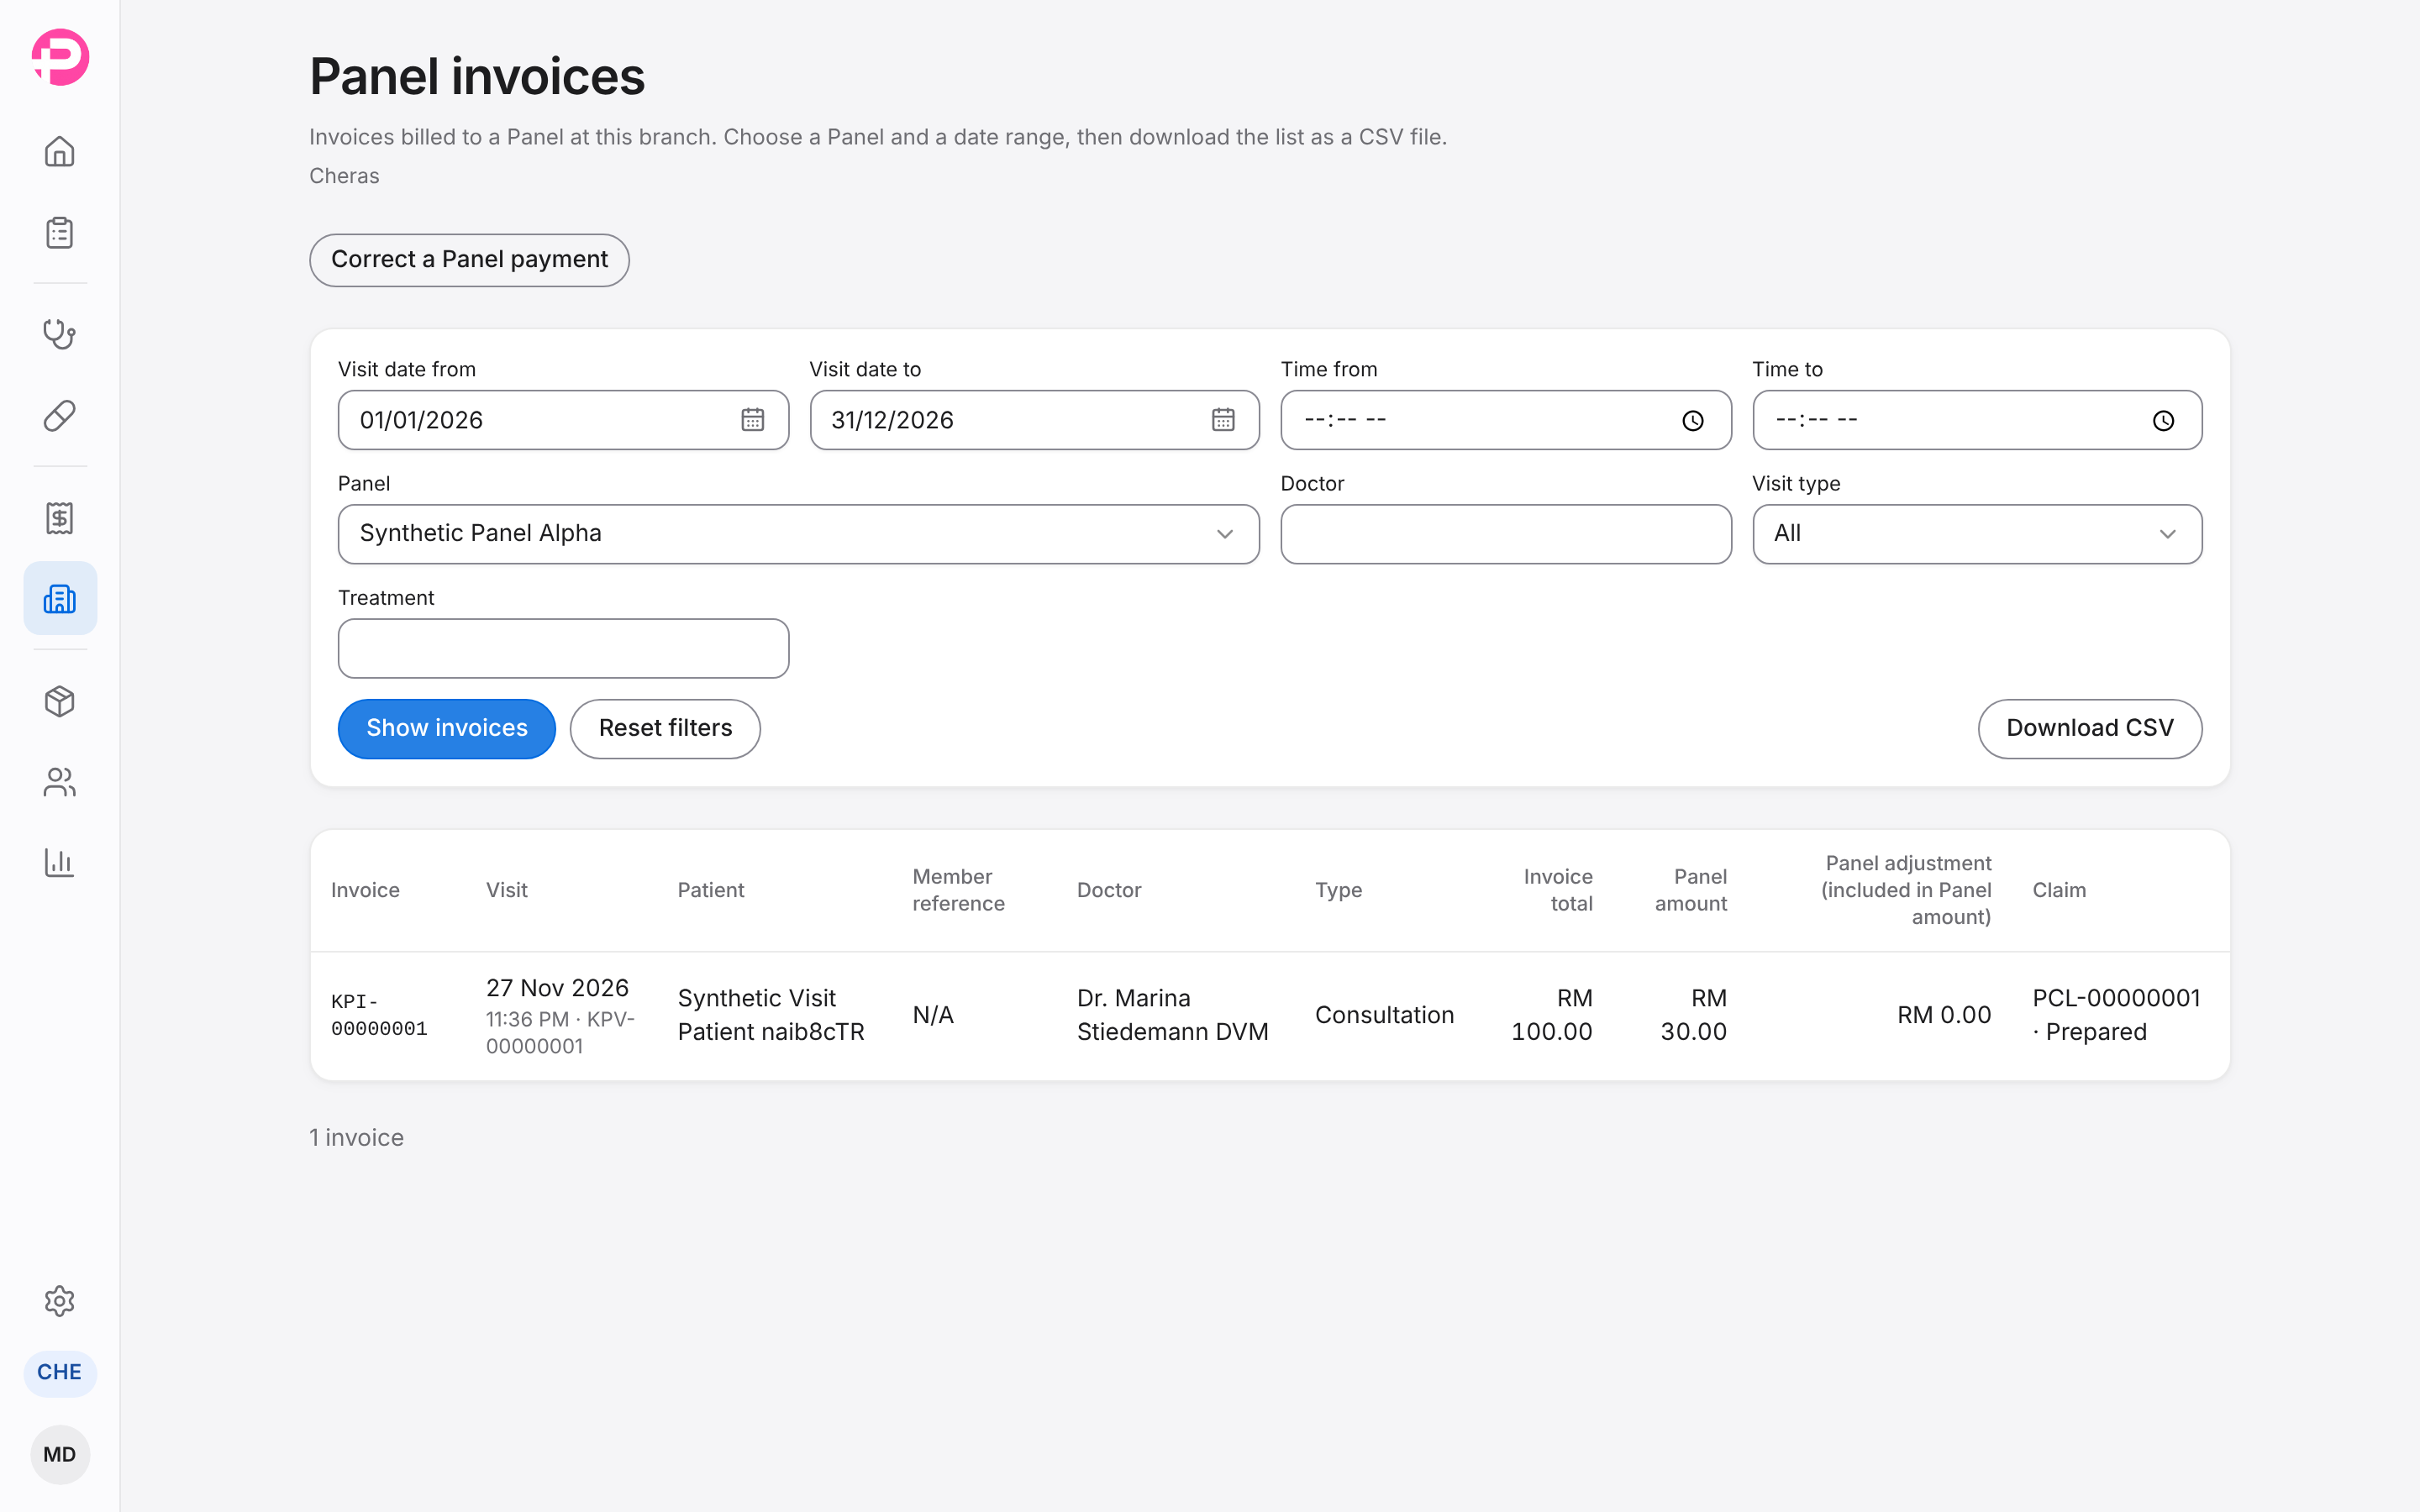 Panel invoices
Invoices billed to a Panel at this branch. Choose a Panel and a date range, then download the list as a CSV file.
Cheras
Correct a Panel payment
Visit date from
Visit date to
Time from
Time to
01/01/2026
31/12/2026
--:-- --
--:-- --
Panel
Doctor
Visit type
Synthetic Panel Alpha
All
Treatment
Show invoices
Reset filters
Download CSV
Invoice
Visit
Patient
Member
reference
Doctor
Type
Invoice
total
Panel
amount
Panel adjustment
(included in Panel
amount)
Claim
KPI-
00000001
27 Nov 2026
11:36 PM · KPV-
00000001
Synthetic Visit
Patient naib8cTR
N/A
Dr. Marina
Stiedemann DVM
Consultation
RM
100.00
RM
30.00
RM 0.00
PCL-00000001
· Prepared
1 invoice
CHE
MD